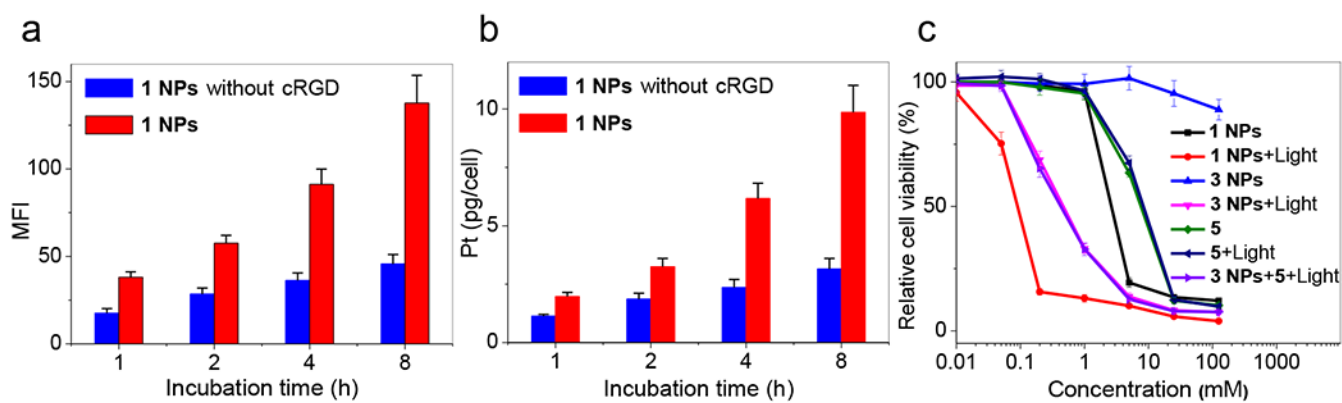 a
150
100
50
0
MFI
1 NPs without cRGD
1 NPs
1 2 4 8
Incubation time (h)
b
10
5
0
Pt (pg/cell)
1 NPs without cRGD
1 NPs
1 2 4 8
Incubation time (h)
c
100
50
0
Relative cell viability (%)
1 NPs
1 NPs+Light
3 NPs
3 NPs+Light
5
5+Light
3 NPs+5+Light
0.01 0.1 1 10 100 1000
Concentration (mM)